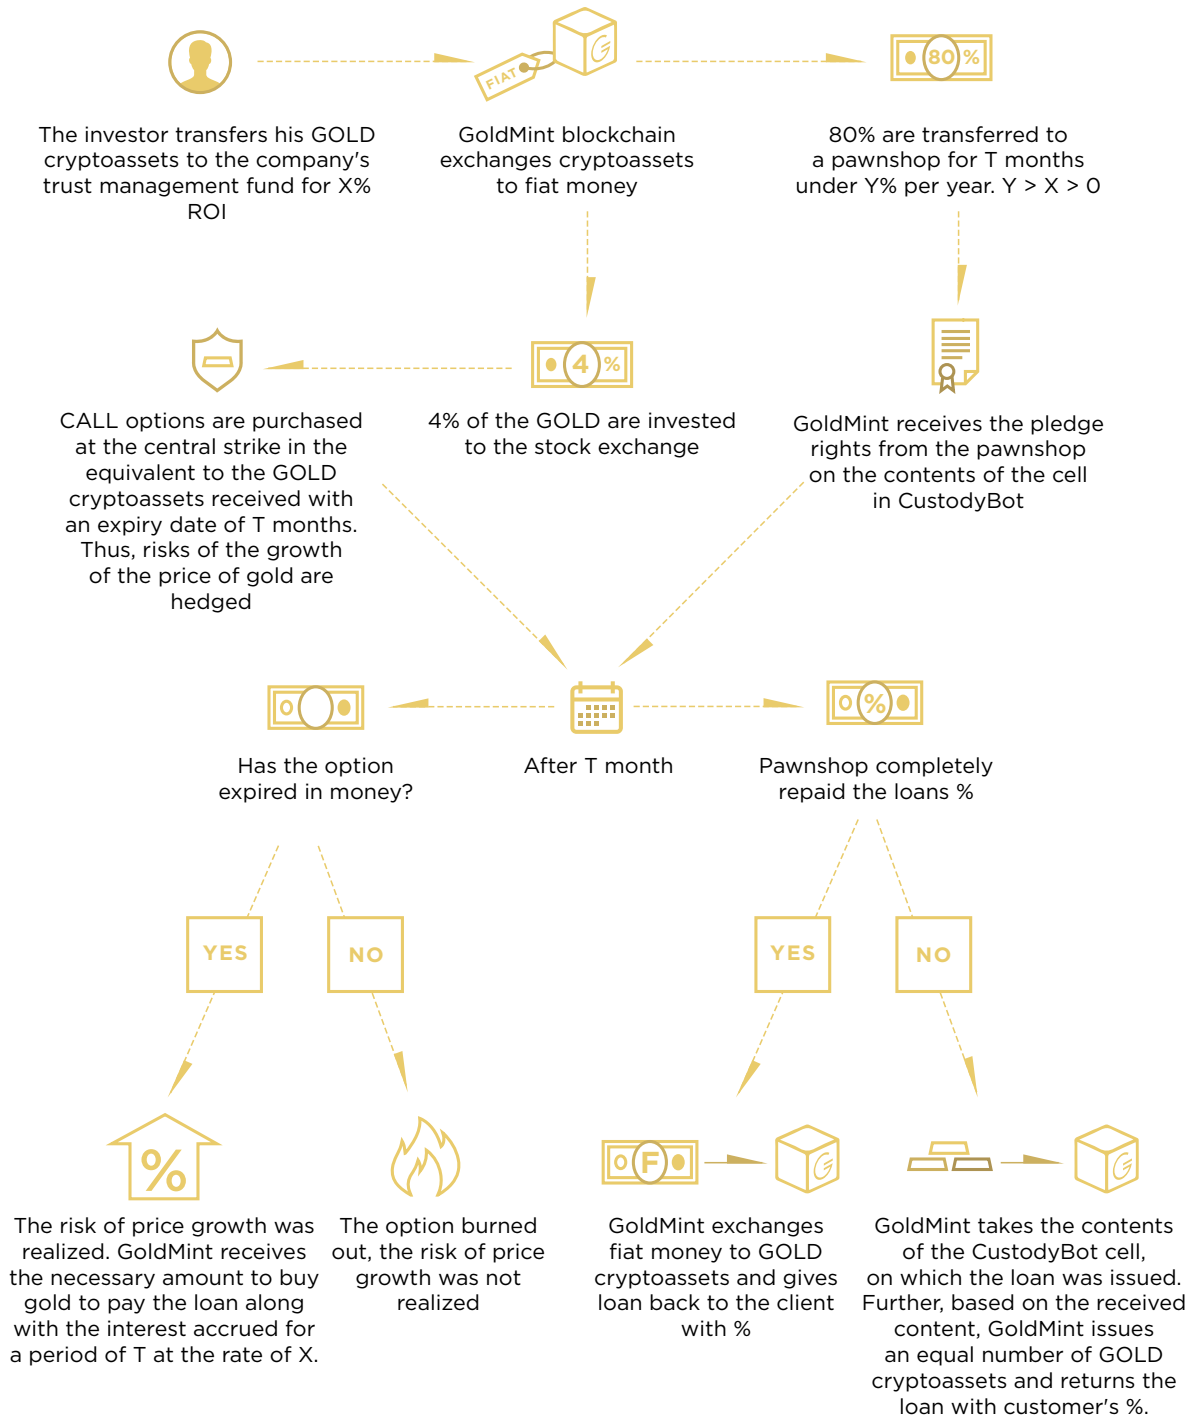 FIAT
80 %
The investor transfers his GOLD
cryptoassets to the company's
trust management fund for X%
ROI
GoldMint blockchain
exchanges cryptoassets
to fiat money
80% are transferred to
a pawnshop for T months
under Y% per year. Y > X > 0
4 %
CALL options are purchased
at the central strike in the
equivalent to the GOLD
cryptoassets received with
an expiry date of T months.
Thus, risks of the growth
of the price of gold are
hedged
4% of the GOLD are invested
to the stock exchange
GoldMint receives the pledge
rights from the pawnshop
on the contents of the cell
in CustodyBot
%
Has the option
expired in money?
After T month
Pawnshop completely
repaid the loans %
YES
NO
YES
NO
%
F
The risk of price growth was
realized. GoldMint receives
the necessary amount to buy
gold to pay the loan along
with the interest accrued for
a period of T at the rate of X.
The option burned
out, the risk of price
growth was not
realized
GoldMint exchanges
fiat money to GOLD
cryptoassets and gives
loan back to the client
with %
GoldMint takes the contents
of the CustodyBot cell,
on which the loan was issued.
Further, based on the received
content, GoldMint issues
an equal number of GOLD
cryptoassets and returns the
loan with customer's %.